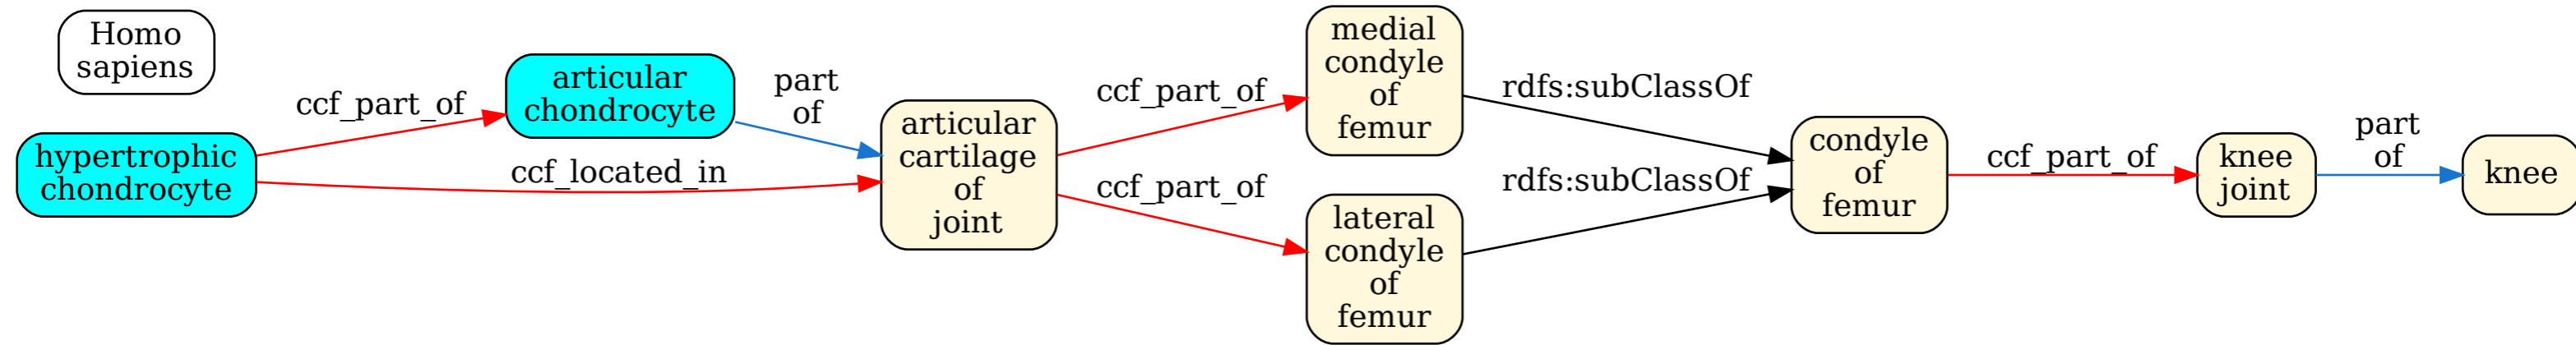 Homo
sapiens
hypertrophic
chondrocyte
ccf_part_of
ccf_located_in
articular
chondrocyte
part
of
articular
cartilage
of
joint
ccf_part_of
ccf_part_of
medial
condyle
of
femur
lateral
condyle
of
femur
rdfs:subClassOf
rdfs:subClassOf
condyle
of
femur
ccf_part_of
knee
joint
part
of
knee